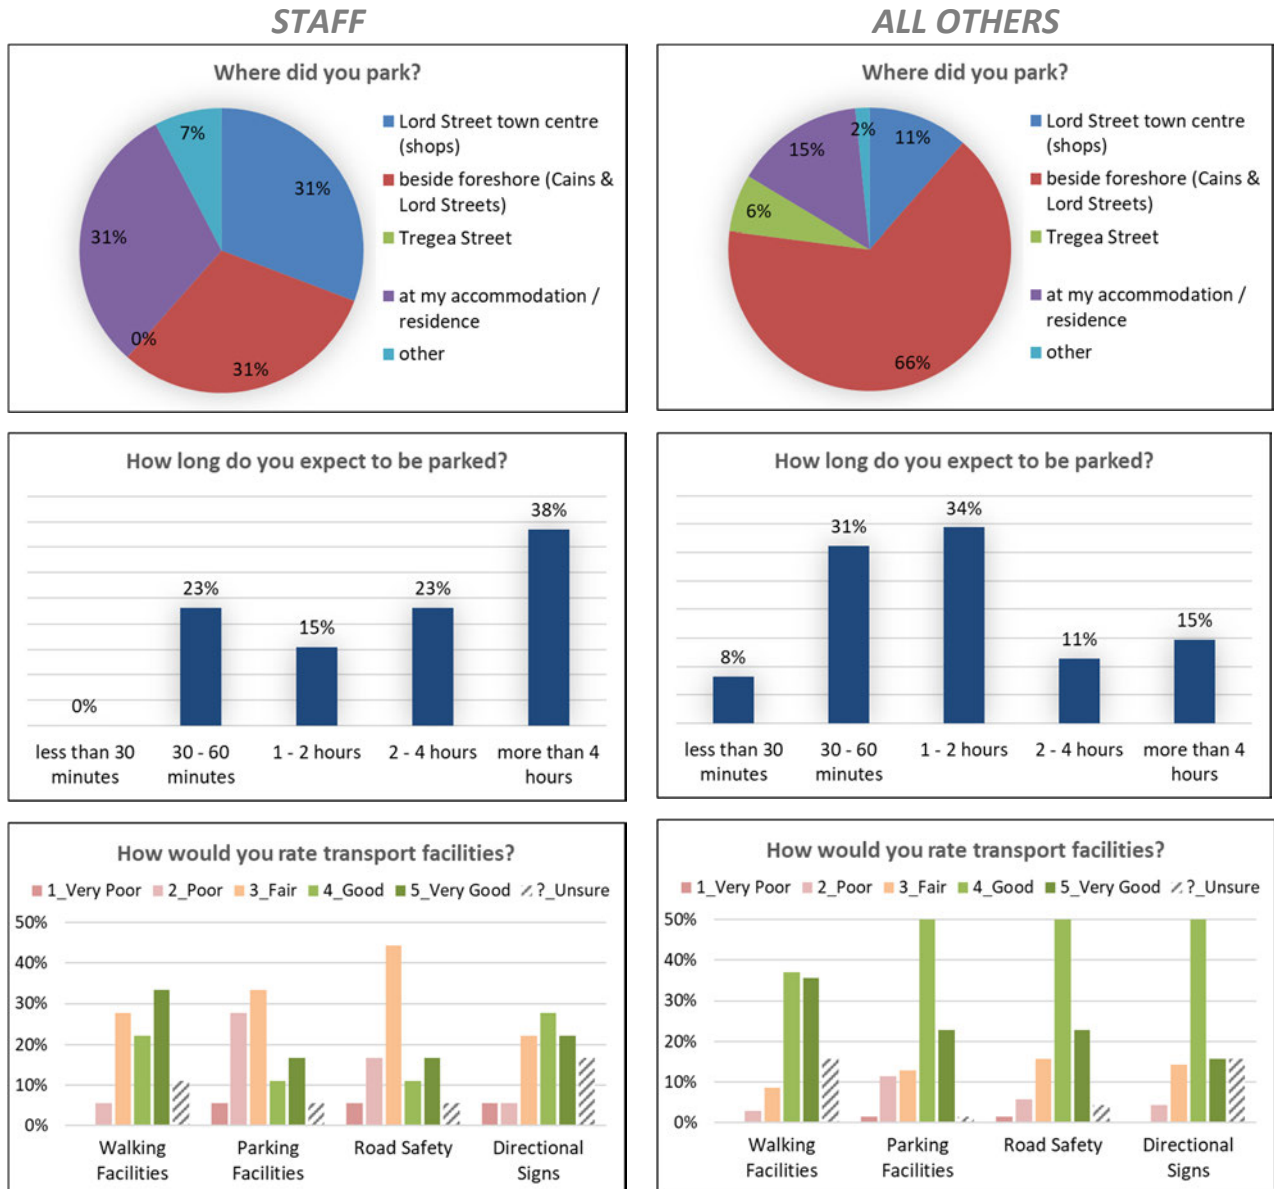 STAFF
Where did you park?
7%
31%
31%
0%
31%
Lord Street town centre
(shops)
beside foreshore (Cains &
Lord Streets)
Tregea Street
at my accommodation /
residence
other
How long do you expect to be parked?
0%
23%
15%
23%
38%
less than 30
minutes
30 - 60
minutes
1 - 2 hours
2 - 4 hours
more than 4
hours
How would you rate transport facilities?
1_Very Poor 2_Poor 3_Fair 4_Good 5_Very Good ?_Unsure
50%
40%
30%
20%
10%
0%
Walking
Facilities
Parking
Facilities
Road Safety
Directional
Signs
ALL OTHERS
Where did you park?
2%
11%
15%
6%
66%
Lord Street town centre
(shops)
beside foreshore (Cains &
Lord Streets)
Tregea Street
at my accommodation /
residence
other
How long do you expect to be parked?
8%
31%
34%
11%
15%
less than 30
minutes
30 - 60
minutes
1 - 2 hours
2 - 4 hours
more than 4
hours
How would you rate transport facilities?
1_Very Poor 2_Poor 3_Fair 4_Good 5_Very Good ?_Unsure
50%
40%
30%
20%
10%
0%
Walking
Facilities
Parking
Facilities
Road Safety
Directional
Signs